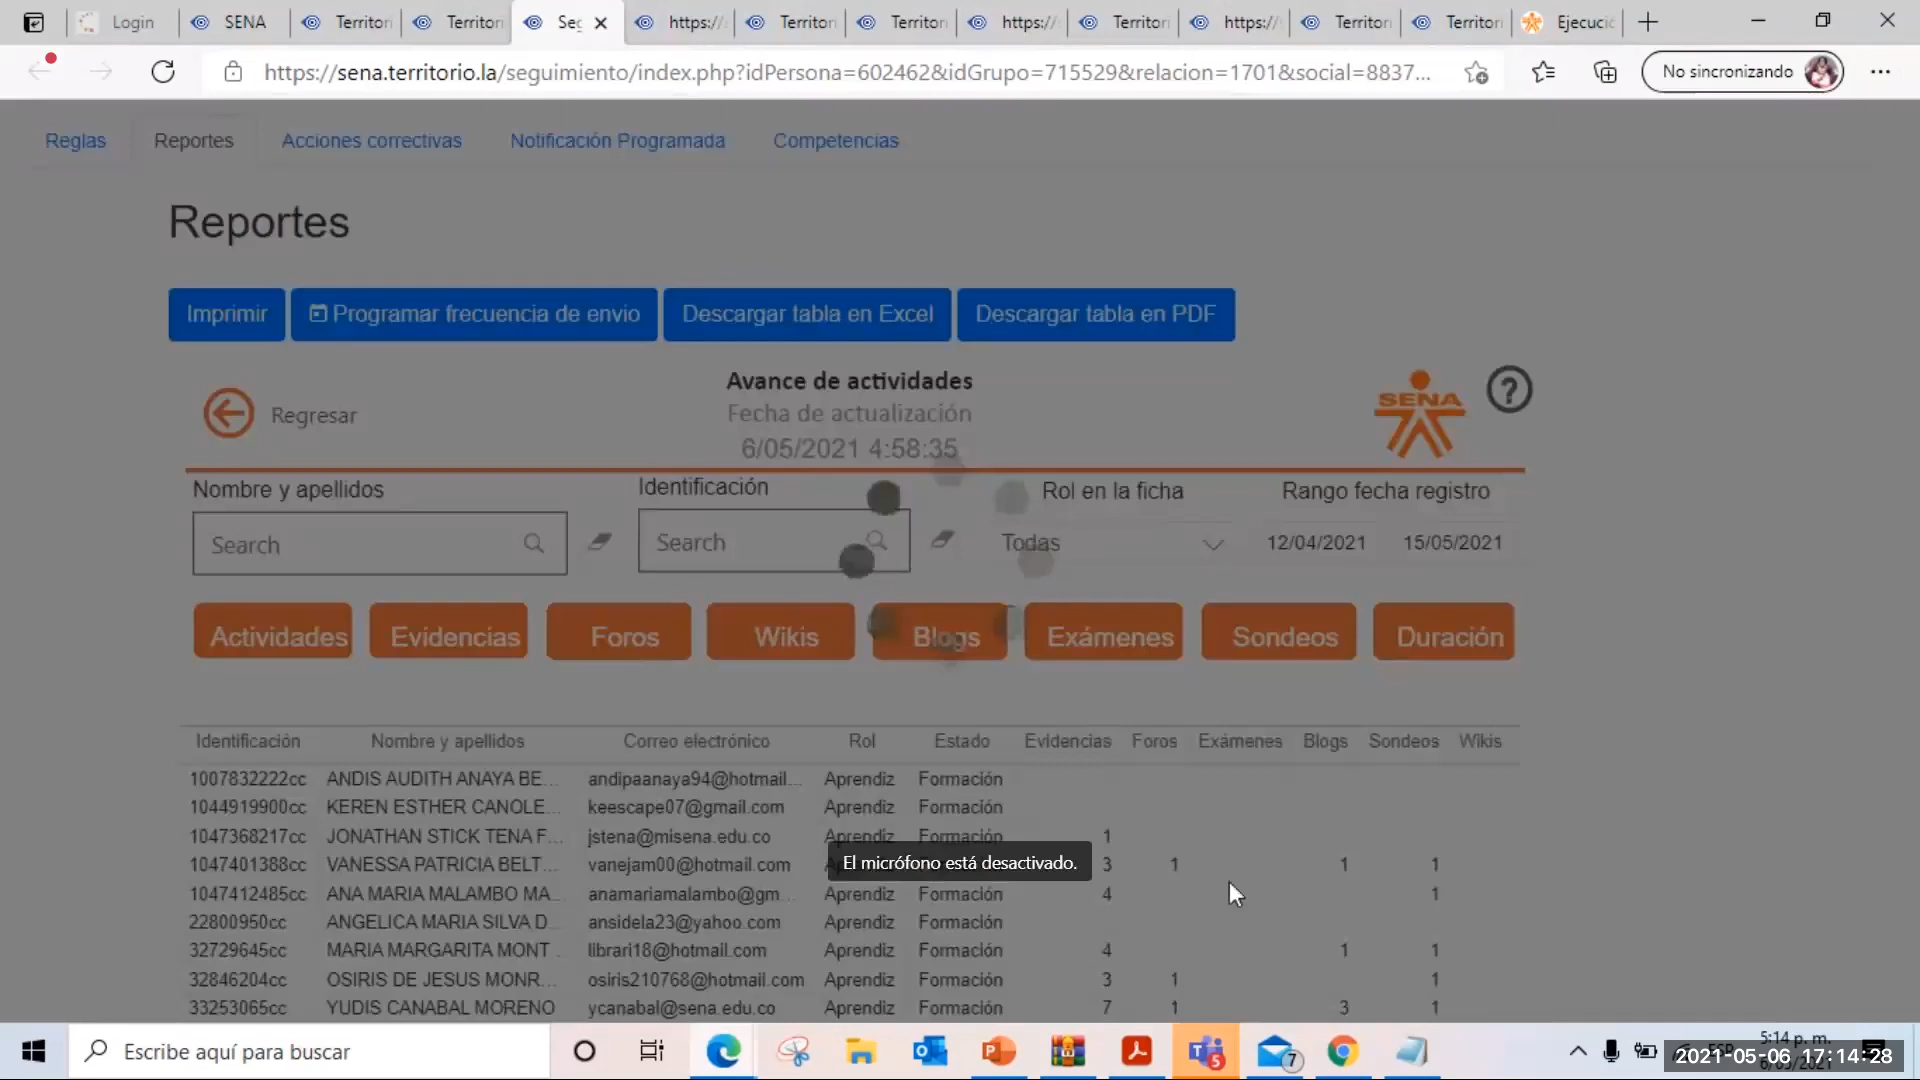 Login
SENA
Territori
Territori
Seg
https://
Territori
Territori
https://
Territori
https://
Territori
Territori
Ejecució
https://sena.territorio.la/seguimiento/index.php?idPersona=602462&idGrupo=715529&relacion=1701&social=8837...
No sincronizando
Reglas
Reportes
Acciones correctivas
Notificación Programada
Competencias
Reportes
Imprimir
Programar frecuencia de envio
Descargar tabla en Excel
Descargar tabla en PDF
Regresar
Avance de actividades
Fecha de actualización
6/05/2021 4:58:35
SENA
?
Nombre y apellidos
Identificación
Rol en la ficha
Rango fecha registro
Search
Search
Todas
12/04/2021
15/05/2021
Actividades
Evidencias
Foros
Wikis
Blogs
Exámenes
Sondeos
Duración
Identificación Nombre y apellidos Correo electrónico Rol Estado Evidencias Foros Exámenes Blogs Sondeos Wikis
1007832222cc ANDIS AUDITH ANAYA BE... andipaanaya94@hotmail... Aprendiz Formación
1044919900cc KEREN ESTHER CANOLE... keescape07@gmail.com Aprendiz Formación
1047368217cc JONATHAN STICK TENA F... jstena@misena.edu.co Aprendiz Formación 1
1047401388cc VANESSA PATRICIA BELT... vanejam00@hotmail.com 3 1 1 1
El micrófono está desactivado.
1047412485cc ANA MARIA MALAMBO MA... anamariamalambo@gm... Aprendiz Formación 4 1
22800950cc ANGELICA MARIA SILVA D... ansidela23@yahoo.com Aprendiz Formación
32729645cc MARIA MARGARITA MONT... librari18@hotmail.com Aprendiz Formación 4 1 1
32846204cc OSIRIS DE JESUS MONR... osiris210768@hotmail.com Aprendiz Formación 3 1 1
33253065cc YUDIS CANABAL MORENO ycanabal@sena.edu.co Aprendiz Formación 7 1 3 1
Escribe aquí para buscar
5
7
5:14 p. m.
2021-05-06 17:14:28